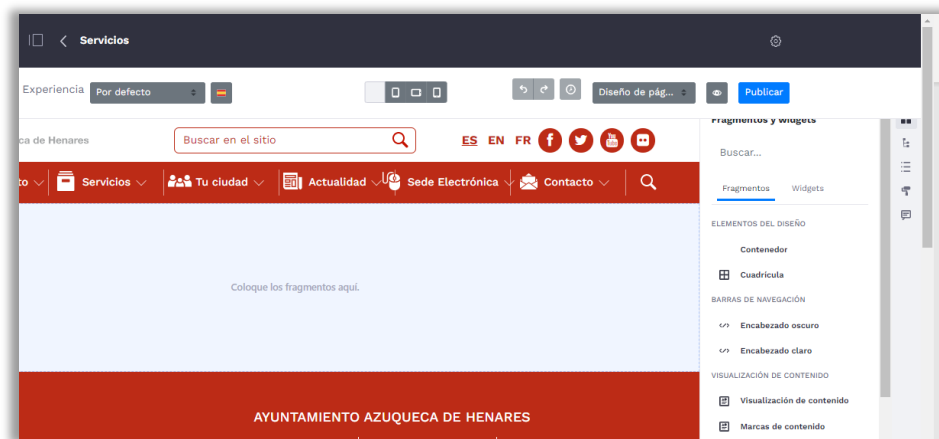 Servicios
Experiencia Por defecto Diseño de pág... Publicar
Fragmentos y widgets
ca de Henares Buscar en el sitio ES EN FR You Tube
Buscar...
to Servicios Tu ciudad Actualidad Sede Electrónica Contacto
Fragmentos Widgets
ELEMENTOS DEL DISEÑO
Contenedor
Coloque los fragmentos aquí.
Cuadrícula
BARRAS DE NAVEGACIÓN
Encabezado oscuro
Encabezado claro
VISUALIZACIÓN DE CONTENIDO
Visualización de contenido
AYUNTAMIENTO AZUQUECA DE HENARES
Marcas de contenido